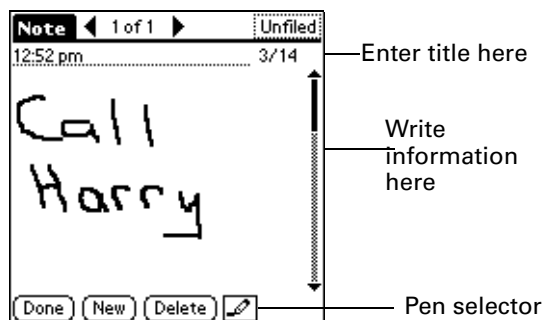 Note 1 of 1 Unfiled
12:52 pm 3/14
Enter title here
Call
Harry
Write
information
here
Done New Delete
Pen selector